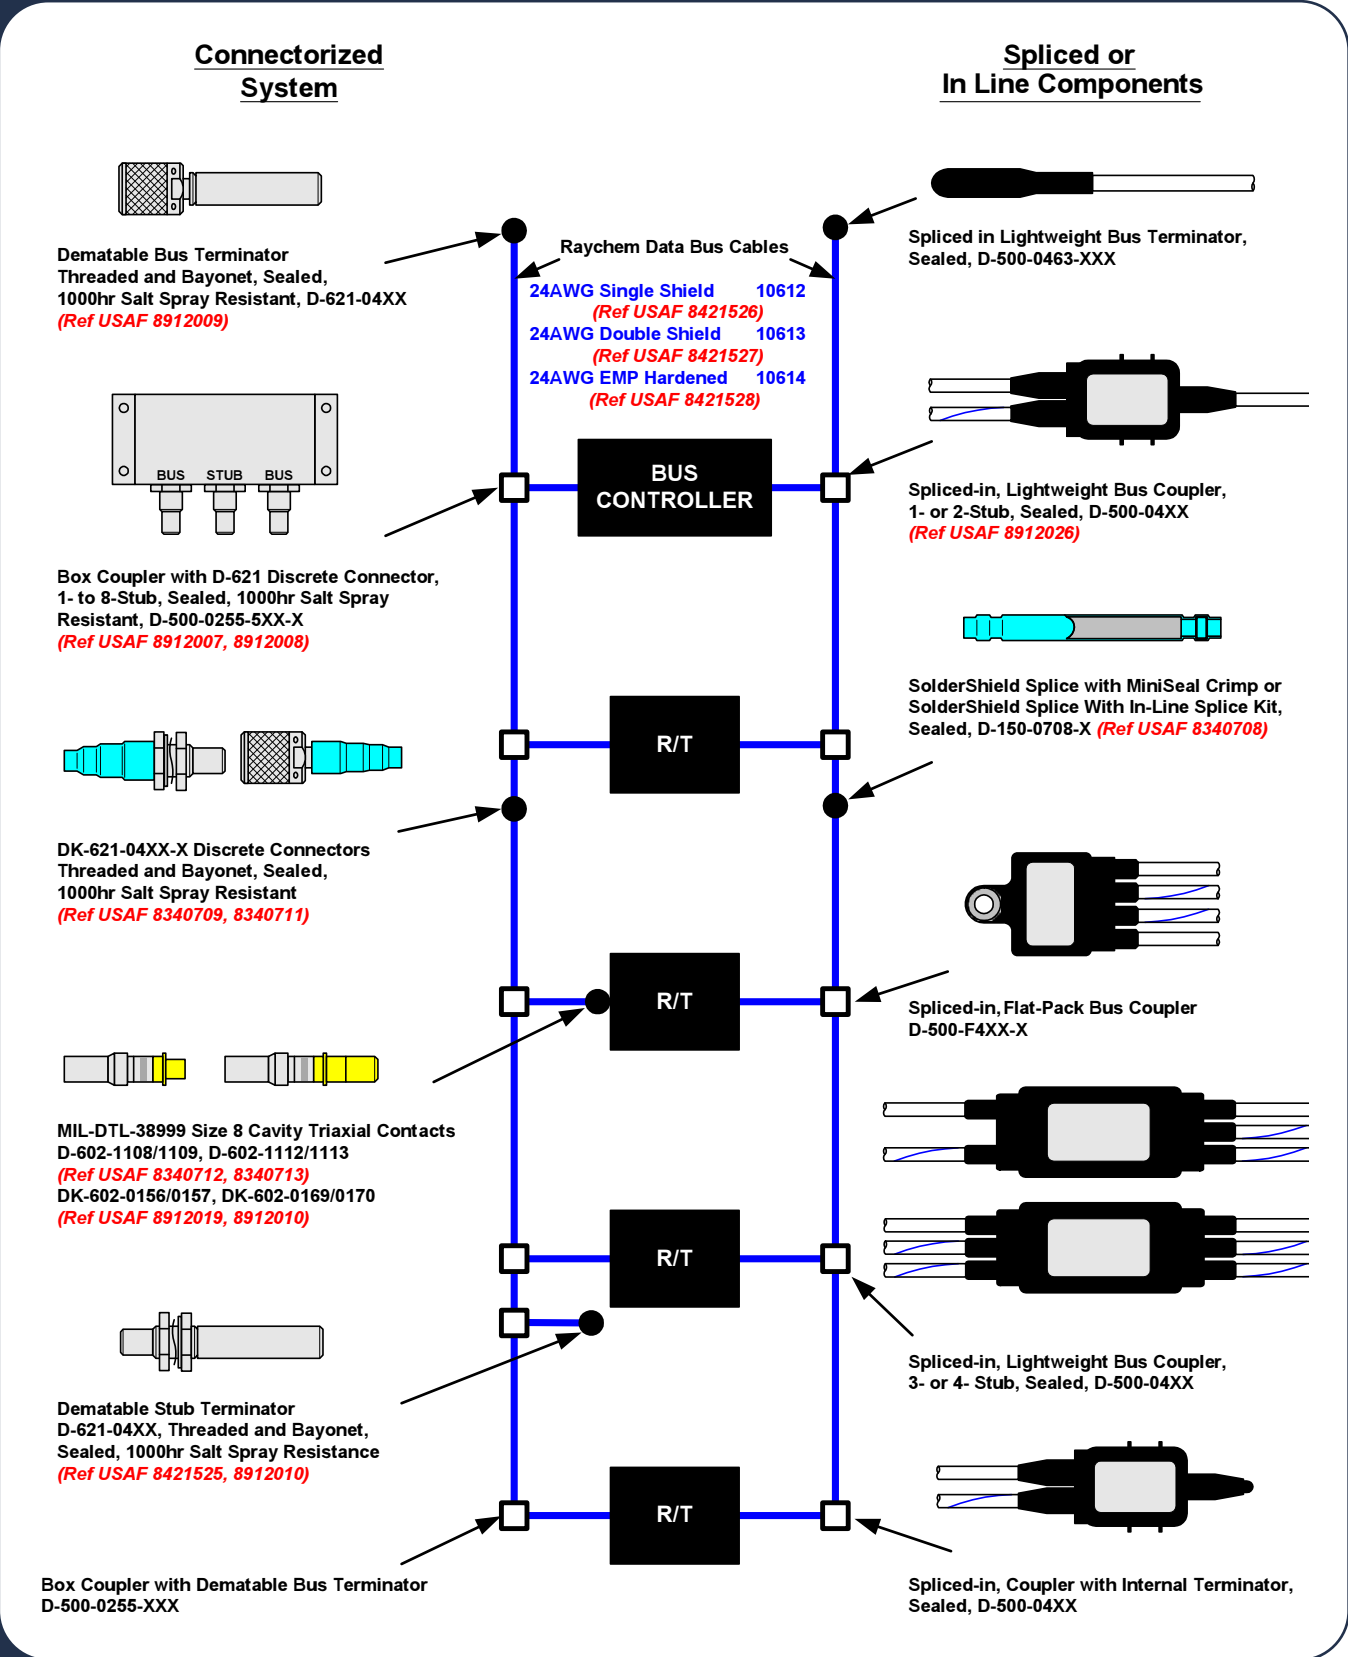 Connectorized
System
Spliced or
In Line Components
Dematable Bus Terminator
Threaded and Bayonet, Sealed,
1000hr Salt Spray Resistant, D-621-04XX
(Ref USAF 8912009)
Raychem Data Bus Cables
24AWG Single Shield 10612
(Ref USAF 8421526)
24AWG Double Shield 10613
(Ref USAF 8421527)
24AWG EMP Hardened 10614
(Ref USAF 8421528)
Spliced in Lightweight Bus Terminator,
Sealed, D-500-0463-XXX
BUS STUB BUS
BUS
CONTROLLER
Box Coupler with D-621 Discrete Connector,
1- to 8-Stub, Sealed, 1000hr Salt Spray
Resistant, D-500-0255-5XX-X
(Ref USAF 8912007, 8912008)
Spliced-in, Lightweight Bus Coupler,
1- or 2-Stub, Sealed, D-500-04XX
(Ref USAF 8912026)
SolderShield Splice with MiniSeal Crimp or
SolderShield Splice With In-Line Splice Kit,
Sealed, D-150-0708-X (Ref USAF 8340708)
R/T
DK-621-04XX-X Discrete Connectors
Threaded and Bayonet, Sealed,
1000hr Salt Spray Resistant
(Ref USAF 8340709, 8340711)
R/T
Spliced-in, Flat-Pack Bus Coupler
D-500-F4XX-X
MIL-DTL-38999 Size 8 Cavity Triaxial Contacts
D-602-1108/1109, D-602-1112/1113
(Ref USAF 8340712, 8340713)
DK-602-0156/0157, DK-602-0169/0170
(Ref USAF 8912019, 8912010)
R/T
Spliced-in, Lightweight Bus Coupler,
3- or 4- Stub, Sealed, D-500-04XX
Dematable Stub Terminator
D-621-04XX, Threaded and Bayonet,
Sealed, 1000hr Salt Spray Resistance
(Ref USAF 8421525, 8912010)
R/T
Box Coupler with Dematable Bus Terminator
D-500-0255-XXX
Spliced-in, Coupler with Internal Terminator,
Sealed, D-500-04XX